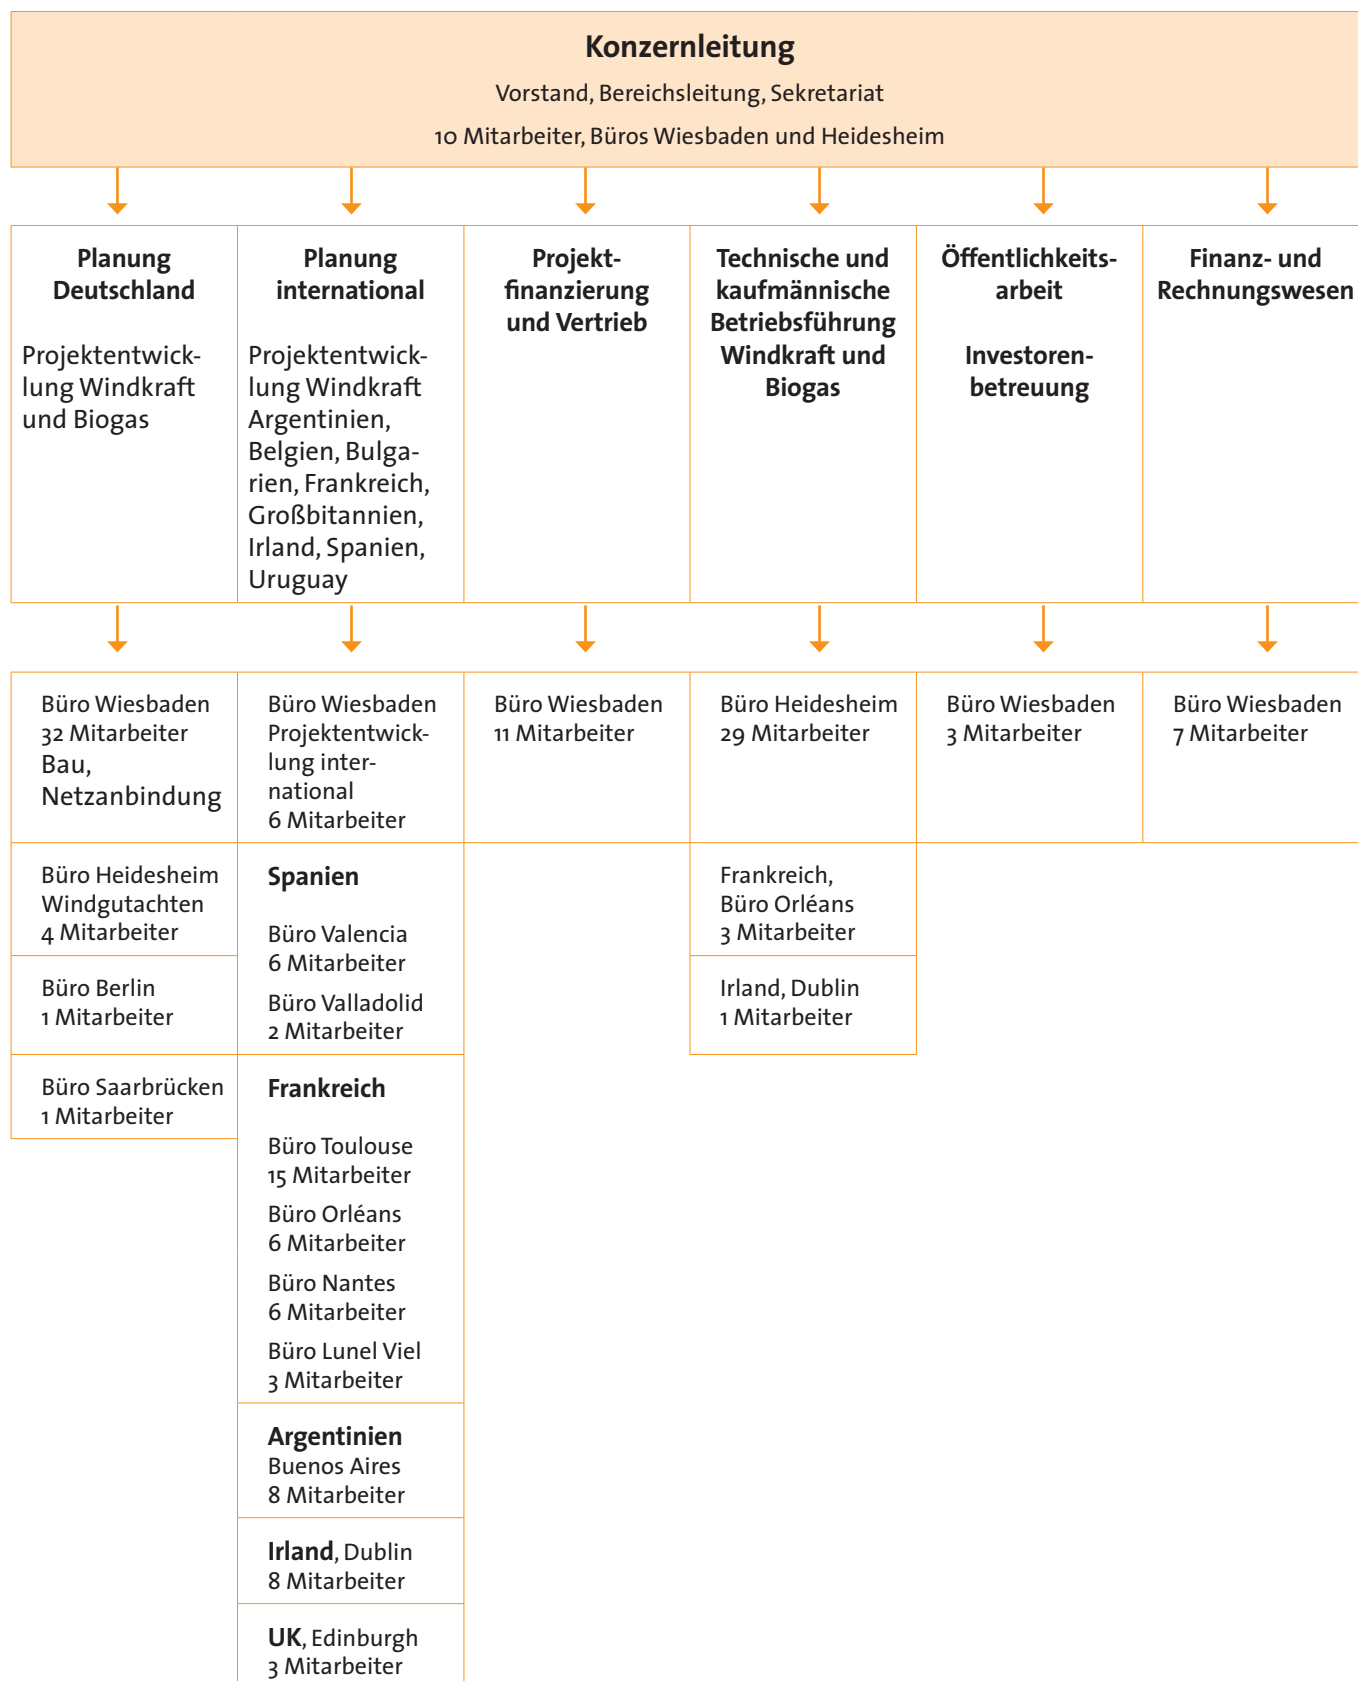 Konzernleitung
Vorstand, Bereichsleitung, Sekretariat
10 Mitarbeiter, Büros Wiesbaden und Heidesheim
Planung
Deutschland
Projektentwick-
lung Windkraft
und Biogas
Planung
international
Projektentwick-
lung Windkraft
Argentinien,
Belgien, Bulga-
rien, Frankreich,
Großbitannien,
Irland, Spanien,
Uruguay
Projekt-
finanzierung
und Vertrieb
Technische und
kaufmännische
Betriebsführung
Windkraft und
Biogas
Öffentlichkeits-
arbeit
Investoren-
betreuung
Finanz- und
Rechnungswesen
Büro Wiesbaden
32 Mitarbeiter
Bau,
Netzanbindung
Büro Heidesheim
Windgutachten
4 Mitarbeiter
Büro Berlin
1 Mitarbeiter
Büro Saarbrücken
1 Mitarbeiter
Büro Wiesbaden
Projektentwick-
lung inter-
national
6 Mitarbeiter
Spanien
Büro Valencia
6 Mitarbeiter
Büro Valladolid
2 Mitarbeiter
Frankreich
Büro Toulouse
15 Mitarbeiter
Büro Orléans
6 Mitarbeiter
Büro Nantes
6 Mitarbeiter
Büro Lunel Viel
3 Mitarbeiter
Argentinien
Buenos Aires
8 Mitarbeiter
Irland, Dublin
8 Mitarbeiter
UK, Edinburgh
3 Mitarbeiter
Büro Wiesbaden
11 Mitarbeiter
Büro Heidesheim
29 Mitarbeiter
Frankreich,
Büro Orléans
3 Mitarbeiter
Irland, Dublin
1 Mitarbeiter
Büro Wiesbaden
3 Mitarbeiter
Büro Wiesbaden
7 Mitarbeiter